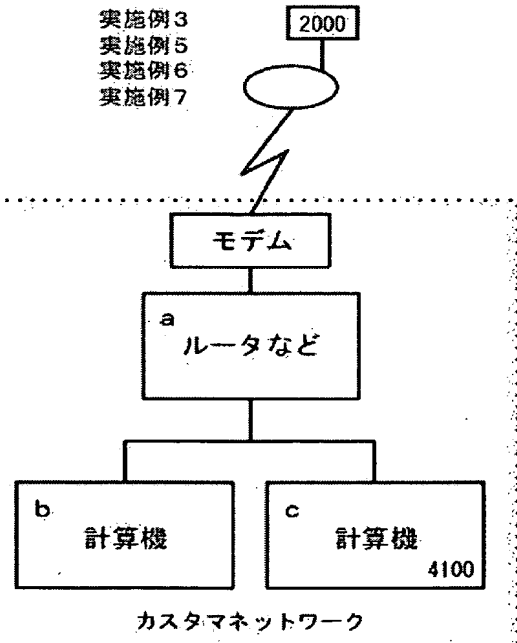 実施例3
2000
実施例5
実施例6
実施例7
モデム
a
ルータなど
b
計算機
c
計算機
4100
カスタマネットワーク